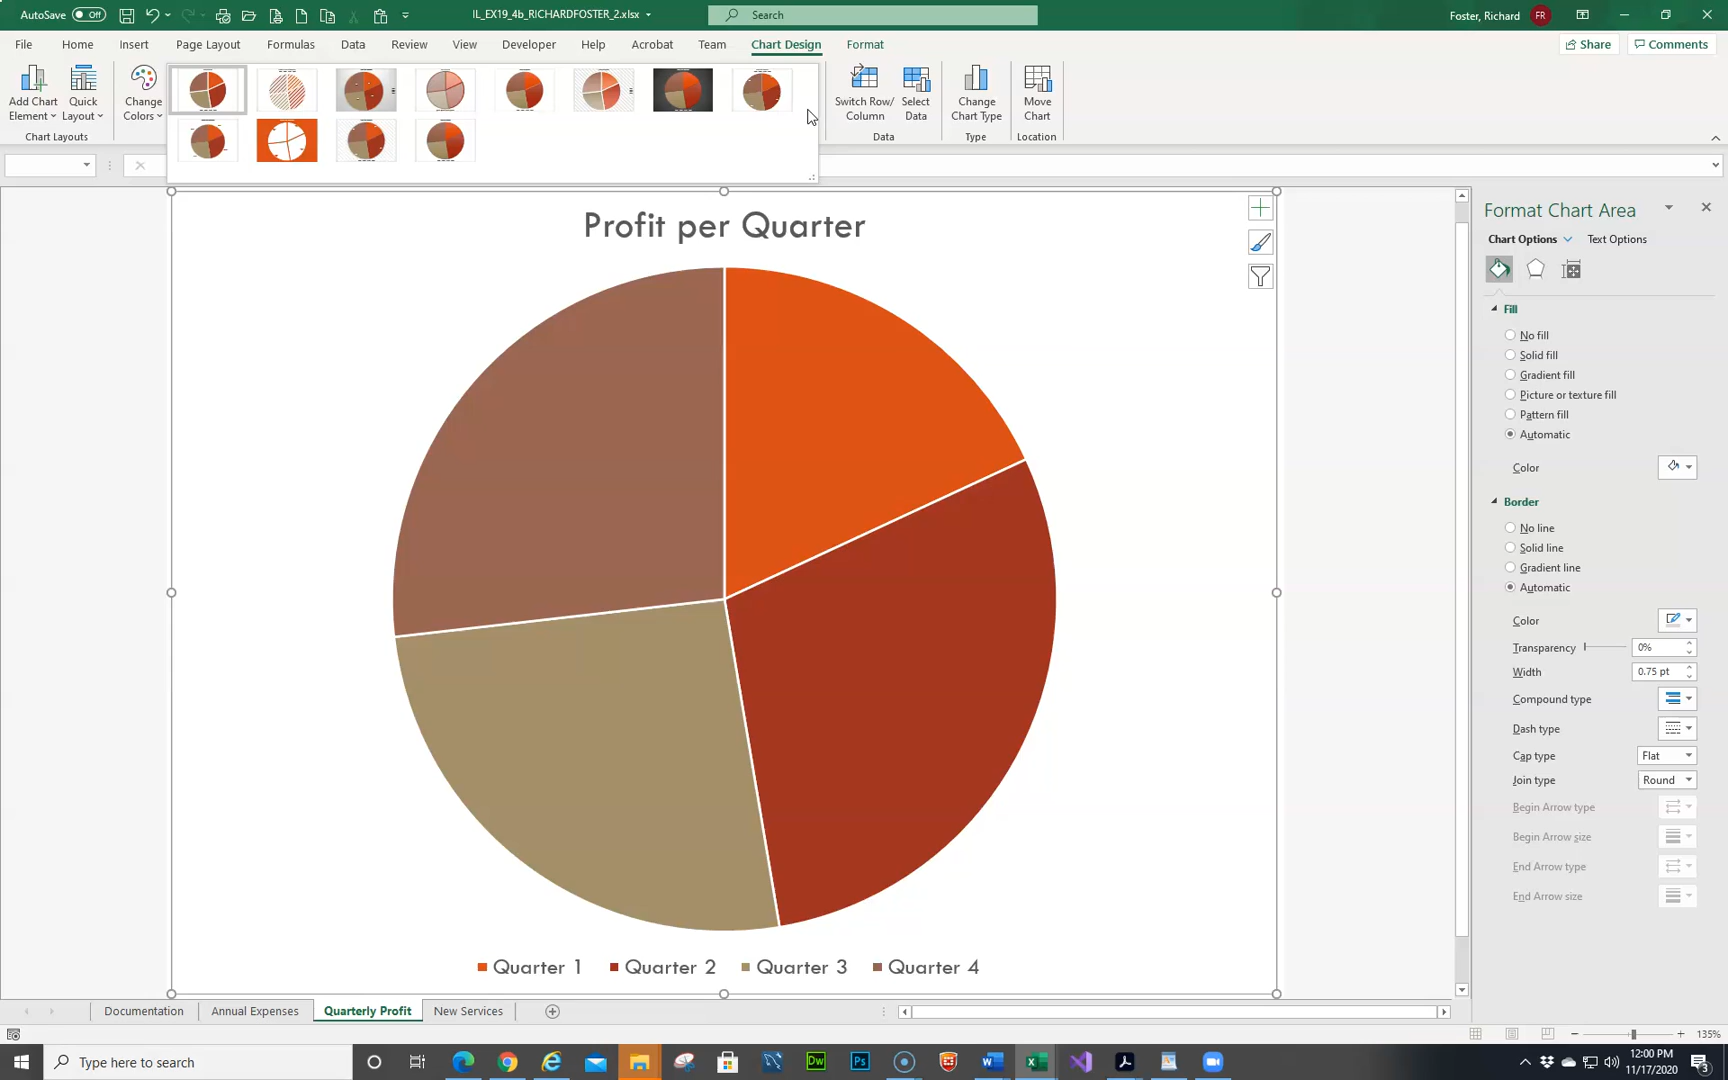 AutoSave Off IL_EX19_4b_RICHARDFOSTER_2.xlsx Search Foster, Richard FR
File Home Insert Page Layout Formulas Data Review View Developer Help Acrobat Team Chart Design Format Share Comments
Add Chart Element Quick Layout Change Colors Switch Row/ Column Select Data Change Chart Type Move Chart
Chart Layouts Data Type Location
Profit per Quarter
Quarter 1 Quarter 2 Quarter 3 Quarter 4
Format Chart Area
Chart Options Text Options
Fill
No fill
Solid fill
Gradient fill
Picture or texture fill
Pattern fill
Automatic
Color
Border
No line
Solid line
Gradient line
Automatic
Color
Transparency 0%
Width 0.75 pt
Compound type
Dash type
Cap type Flat
Join type Round
Begin Arrow type
Begin Arrow size
End Arrow type
End Arrow size
Documentation Annual Expenses Quarterly Profit New Services
135%
Type here to search Dw Ps
12:00 PM
11/17/2020
3